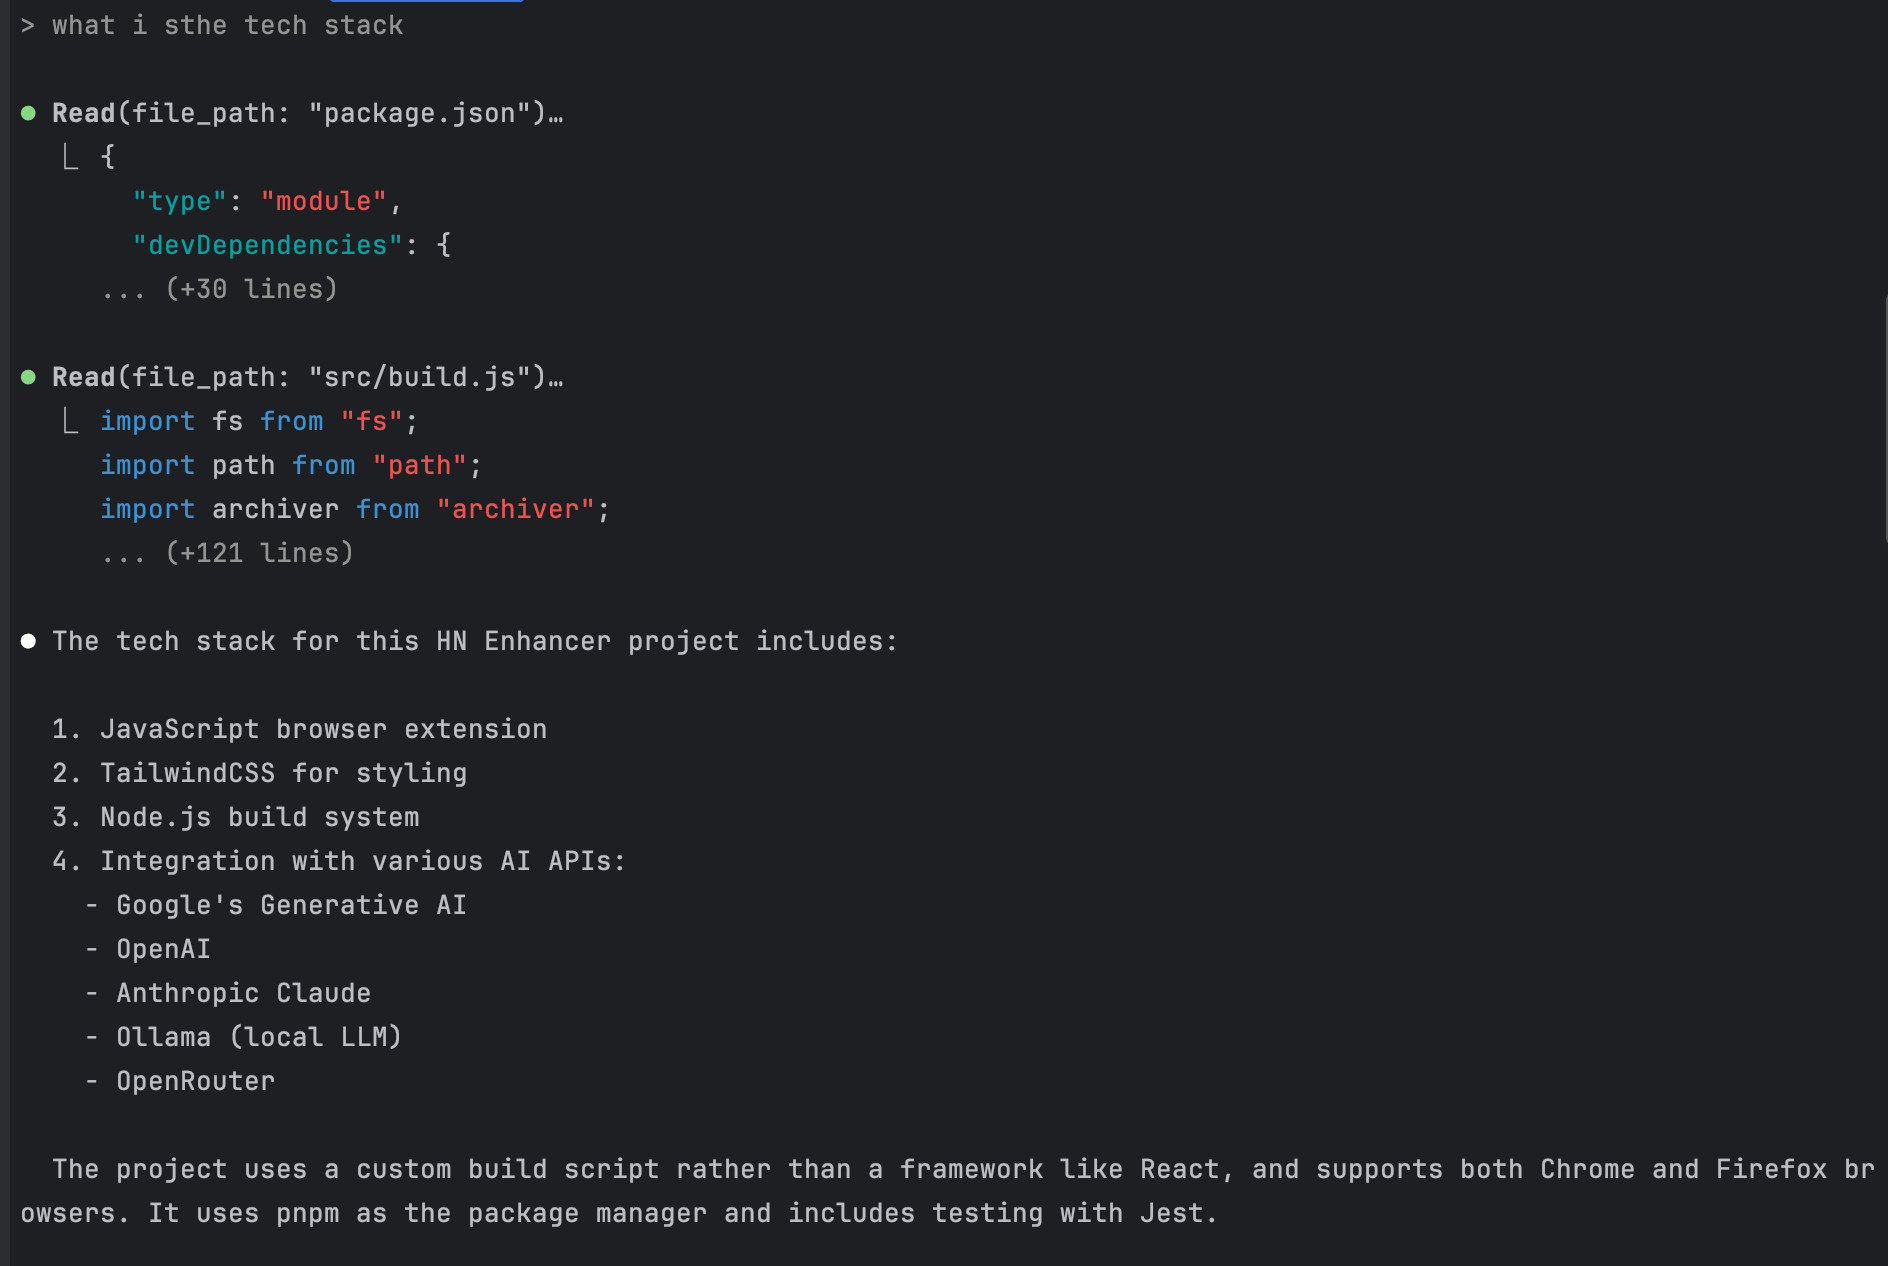 > what i sthe tech stack
● Read(file_path: "package.json")…
⎿ {
"type": "module",
"devDependencies": {
... (+30 lines)
● Read(file_path: "src/build.js")…
⎿ import fs from "fs";
import path from "path";
import archiver from "archiver";
... (+121 lines)
● The tech stack for this HN Enhancer project includes:
1. JavaScript browser extension
2. TailwindCSS for styling
3. Node.js build system
4. Integration with various AI APIs:
- Google's Generative AI
- OpenAI
- Anthropic Claude
- Ollama (local LLM)
- OpenRouter
The project uses a custom build script rather than a framework like React, and supports both Chrome and Firefox br
owsers. It uses pnpm as the package manager and includes testing with Jest.